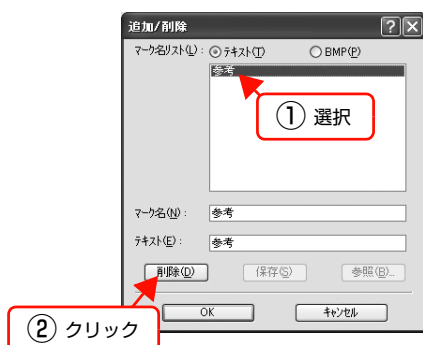 追加/削除
マーク名リスト(L): テキスト(T) BMP(P)
参考
① 選択
マーク名(N): 参考
テキスト(E): 参考
削除(D) 保存(S) 参照(B)...
OK キャンセル
② クリック